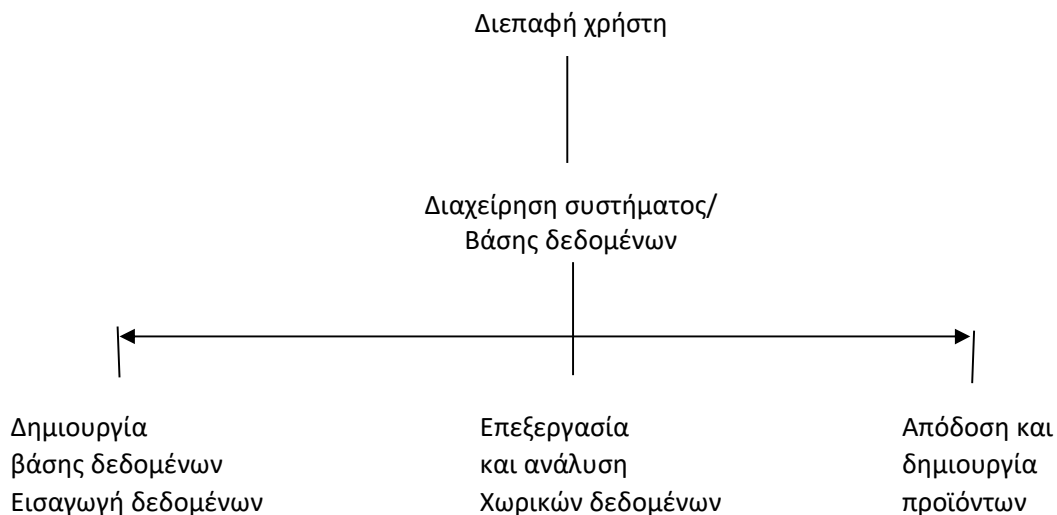 Διεπαφή χρήστη
Διαχείρηση συστήματος/
Βάσης δεδομένων
Δημιουργία
βάσης δεδομένων
Εισαγωγή δεδομένων
Επεξεργασία
και ανάλυση
Χωρικών δεδομένων
Απόδοση και
δημιουργία
προϊόντων